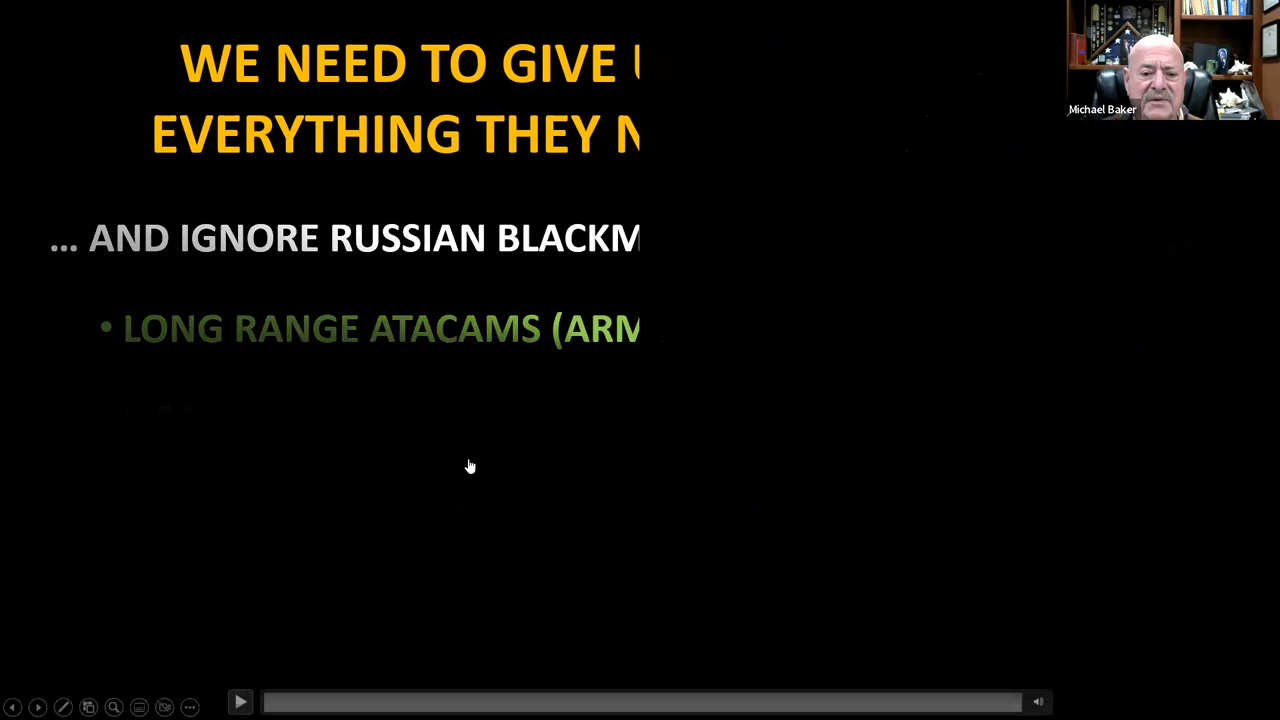 WE NEED TO GIVE
EVERYTHING THEY
... AND IGNORE RUSSIAN
• LONG RANGE ATACAMS
Michael Baker